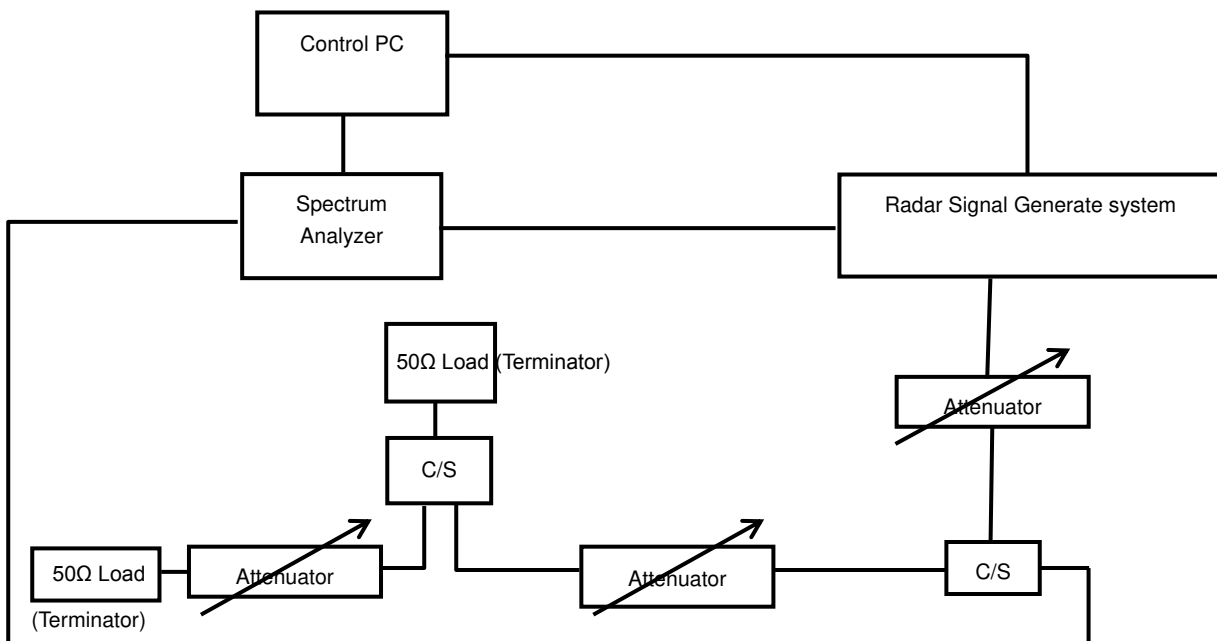 Control PC
Spectrum
Analyzer
Radar Signal Generate system
50Ω Load (Terminator)
Attenuator
C/S
50Ω Load
(Terminator)
Attenuator
Attenuator
C/S